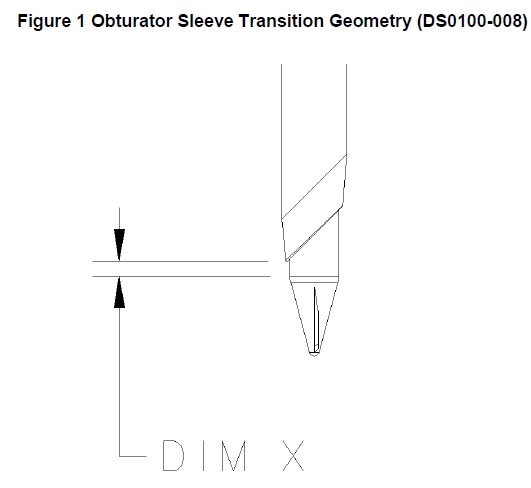 Figure 1 Obturator Sleeve Transition Geometry (DS0100-008)
DIM X